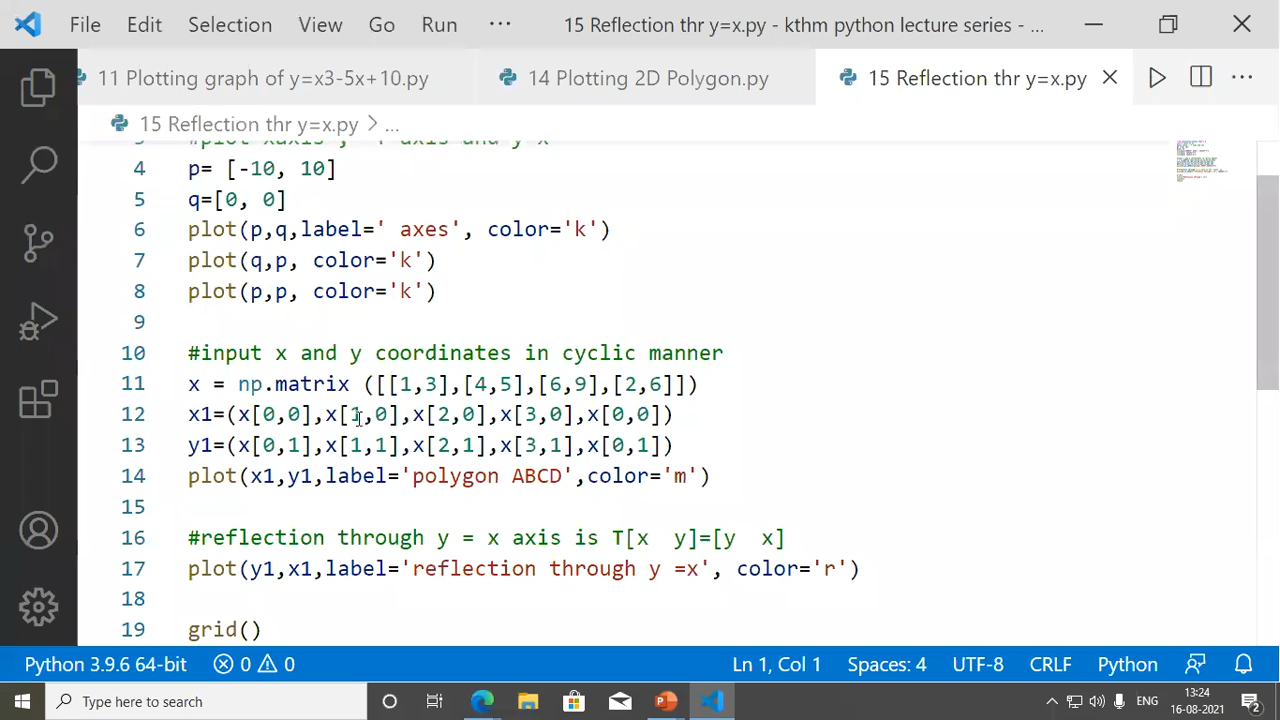 File Edit Selection View Go Run ··· 15 Reflection thr y=x.py - kthm python lecture series - ...
11 Plotting graph of y=x3-5x+10.py 14 Plotting 2D Polygon.py 15 Reflection thr y=x.py
15 Reflection thr y=x.py > ...
4 p= [-10, 10]
5 q=[0, 0]
6 plot(p,q,label=' axes', color='k')
7 plot(q,p, color='k')
8 plot(p,p, color='k')
9
10 #input x and y coordinates in cyclic manner
11 x = np.matrix ([[1,3],[4,5],[6,9],[2,6]])
12 x1=(x[0,0],x[1,0],x[2,0],x[3,0],x[0,0])
13 y1=(x[0,1],x[1,1],x[2,1],x[3,1],x[0,1])
14 plot(x1,y1,label='polygon ABCD',color='m')
15
16 #reflection through y = x axis is T[x  y]=[y  x]
17 plot(y1,x1,label='reflection through y =x', color='r')
18
19 grid()
Python 3.9.6 64-bit 0 0 Ln 1, Col 1 Spaces: 4 UTF-8 CRLF Python
Type here to search ENG 13:24
16-08-2021 2